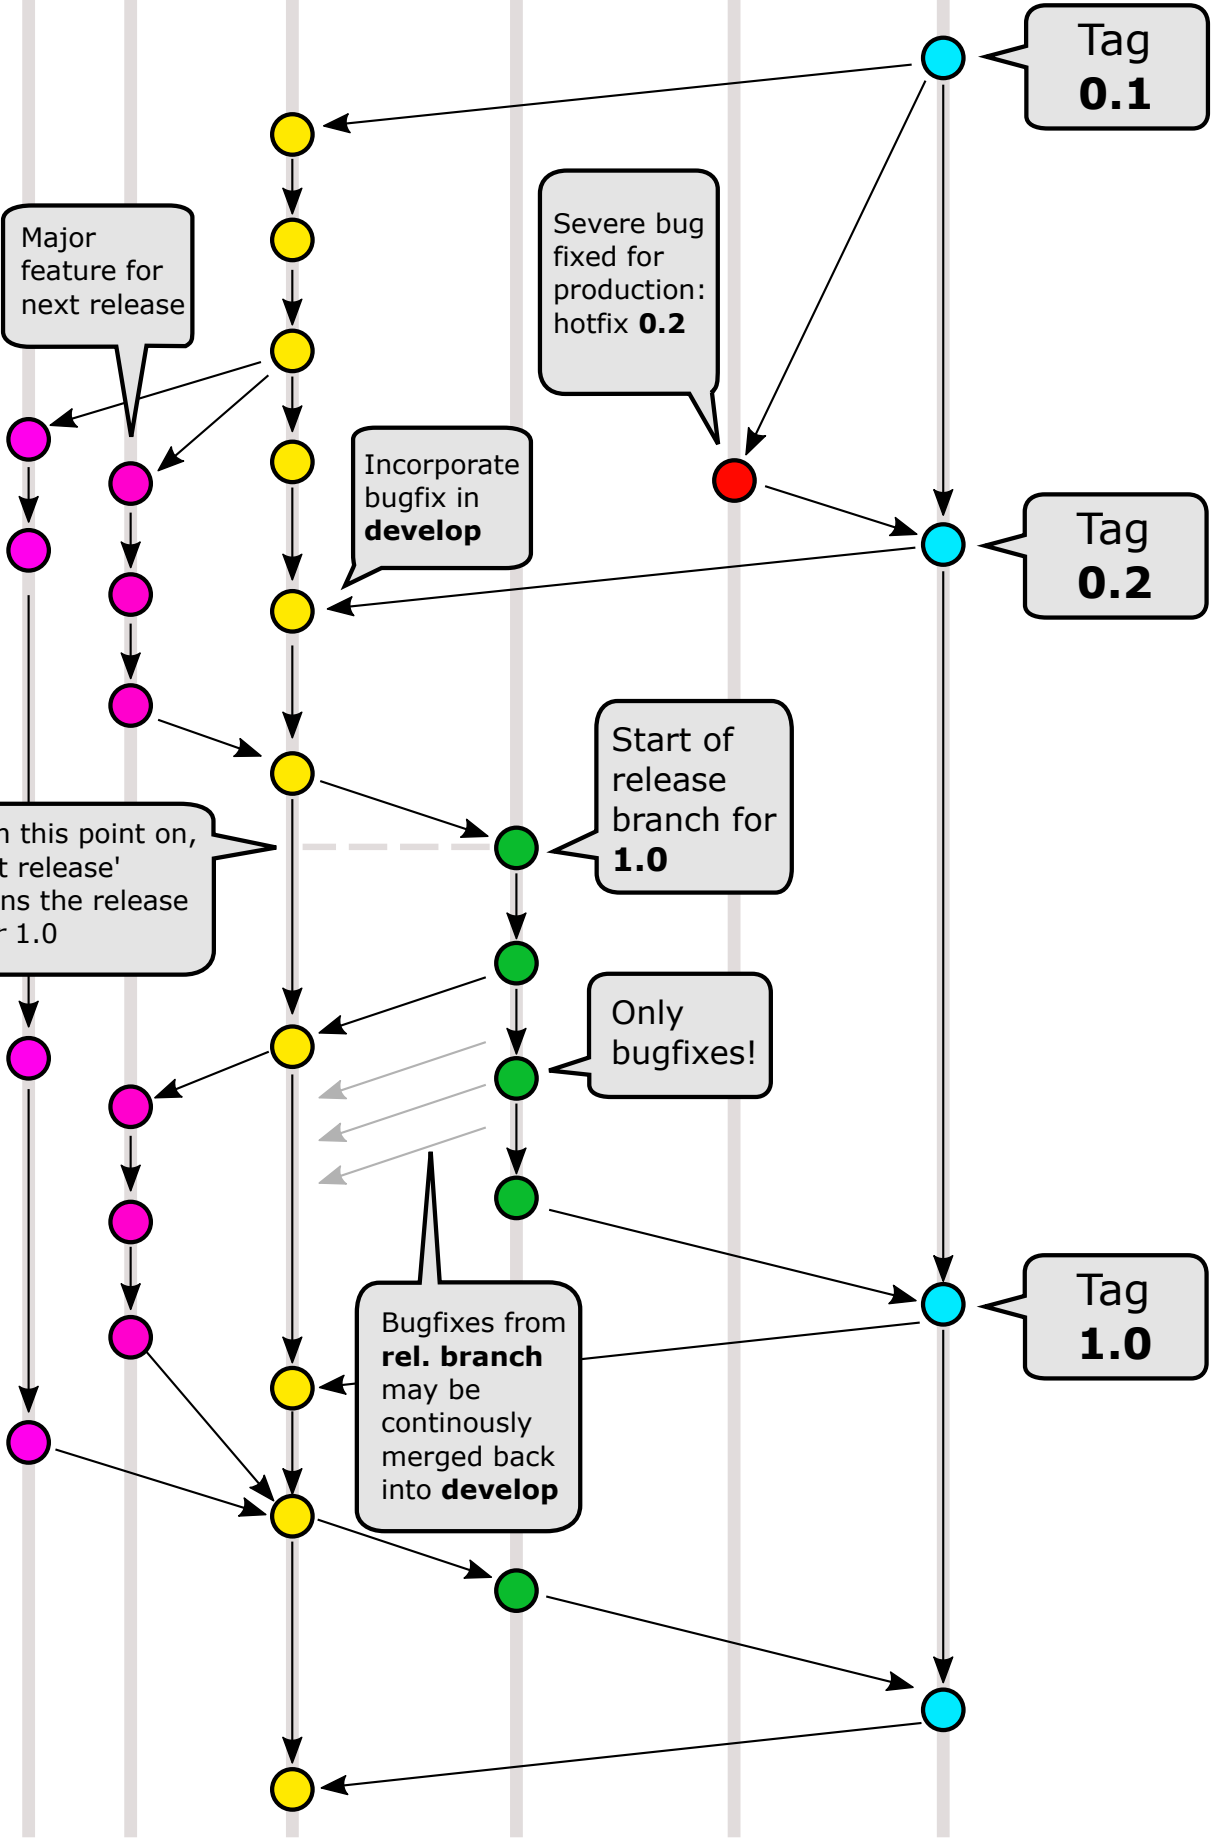 Tag
0.1
Severe bug
fixed for
production:
hotfix 0.2
Major
feature for
next release
Incorporate
bugfix in
develop
Tag
0.2
Start of
release
branch for
1.0
this point on,
release'
the release
1.0
Only
bugfixes!
Tag
1.0
Bugfixes from
rel. branch
may be
continously
merged back
into develop